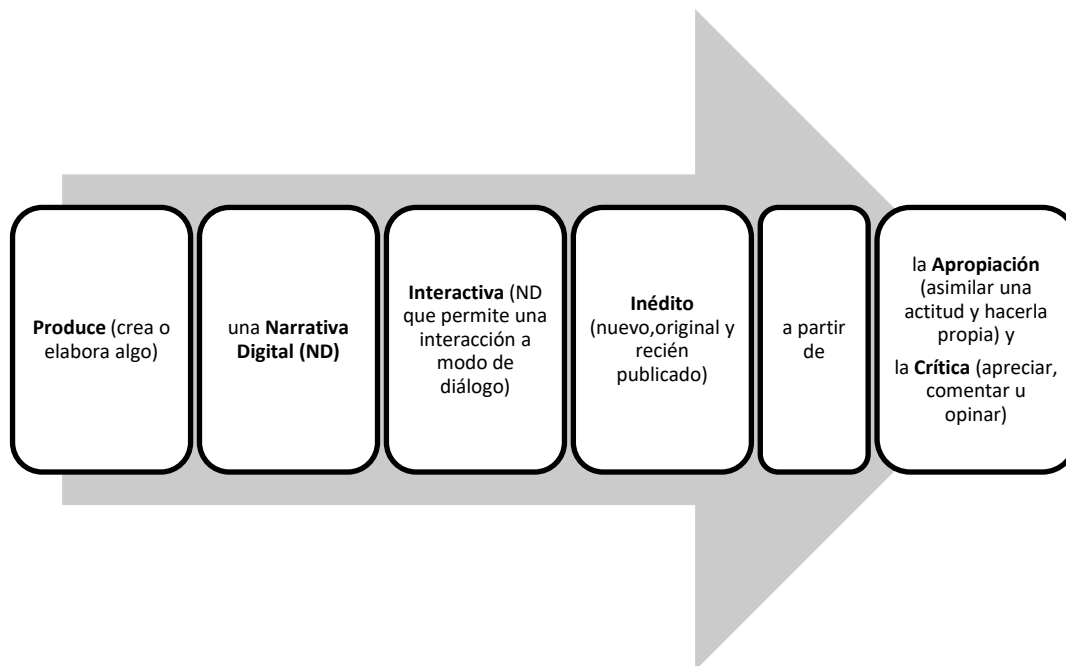 Produce (crea o
elabora algo)
una Narrativa
Digital (ND)
Interactiva (ND
que permite una
interacción a
modo de
diálogo)
Inédito
(nuevo,original y
recién
publicado)
a partir
de
la Apropiación
(asimilar una
actitud y hacerla
propia) y
la Crítica (apreciar,
comentar u
opinar)